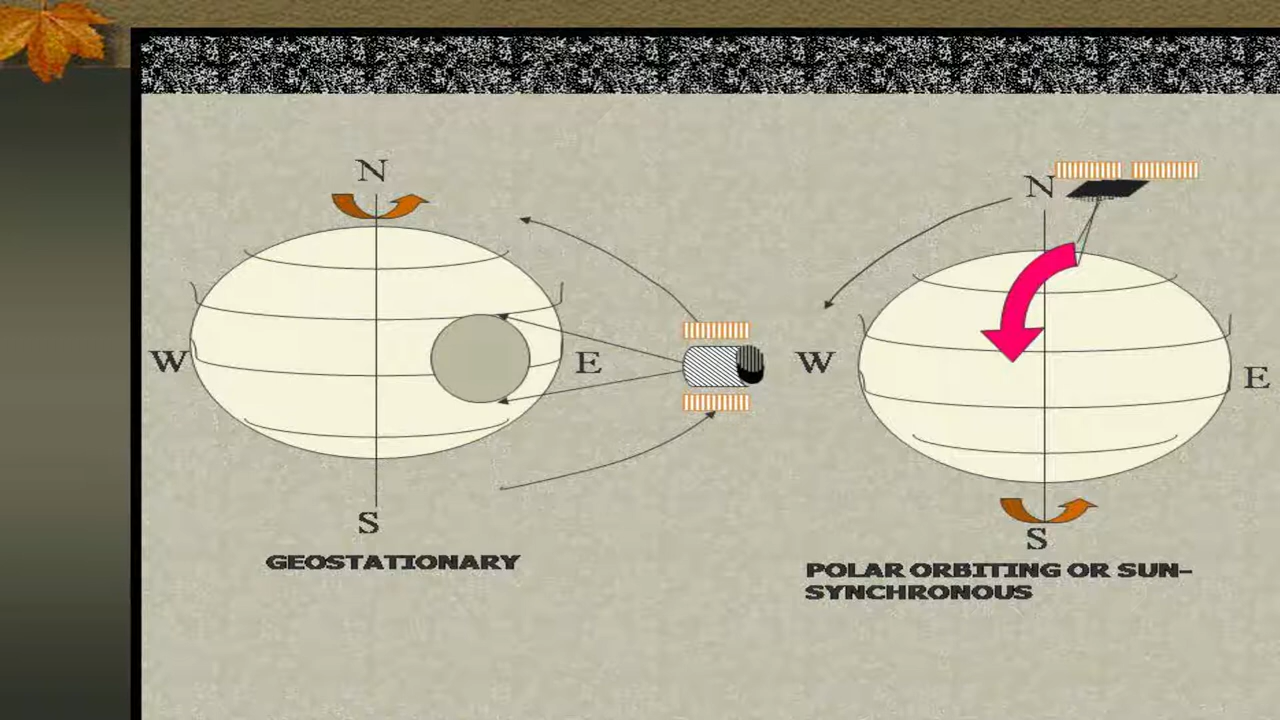 N
W
E
S
GEOSTATIONARY
N
W
E
S
POLAR ORBITING OR SUN-
SYNCHRONOUS